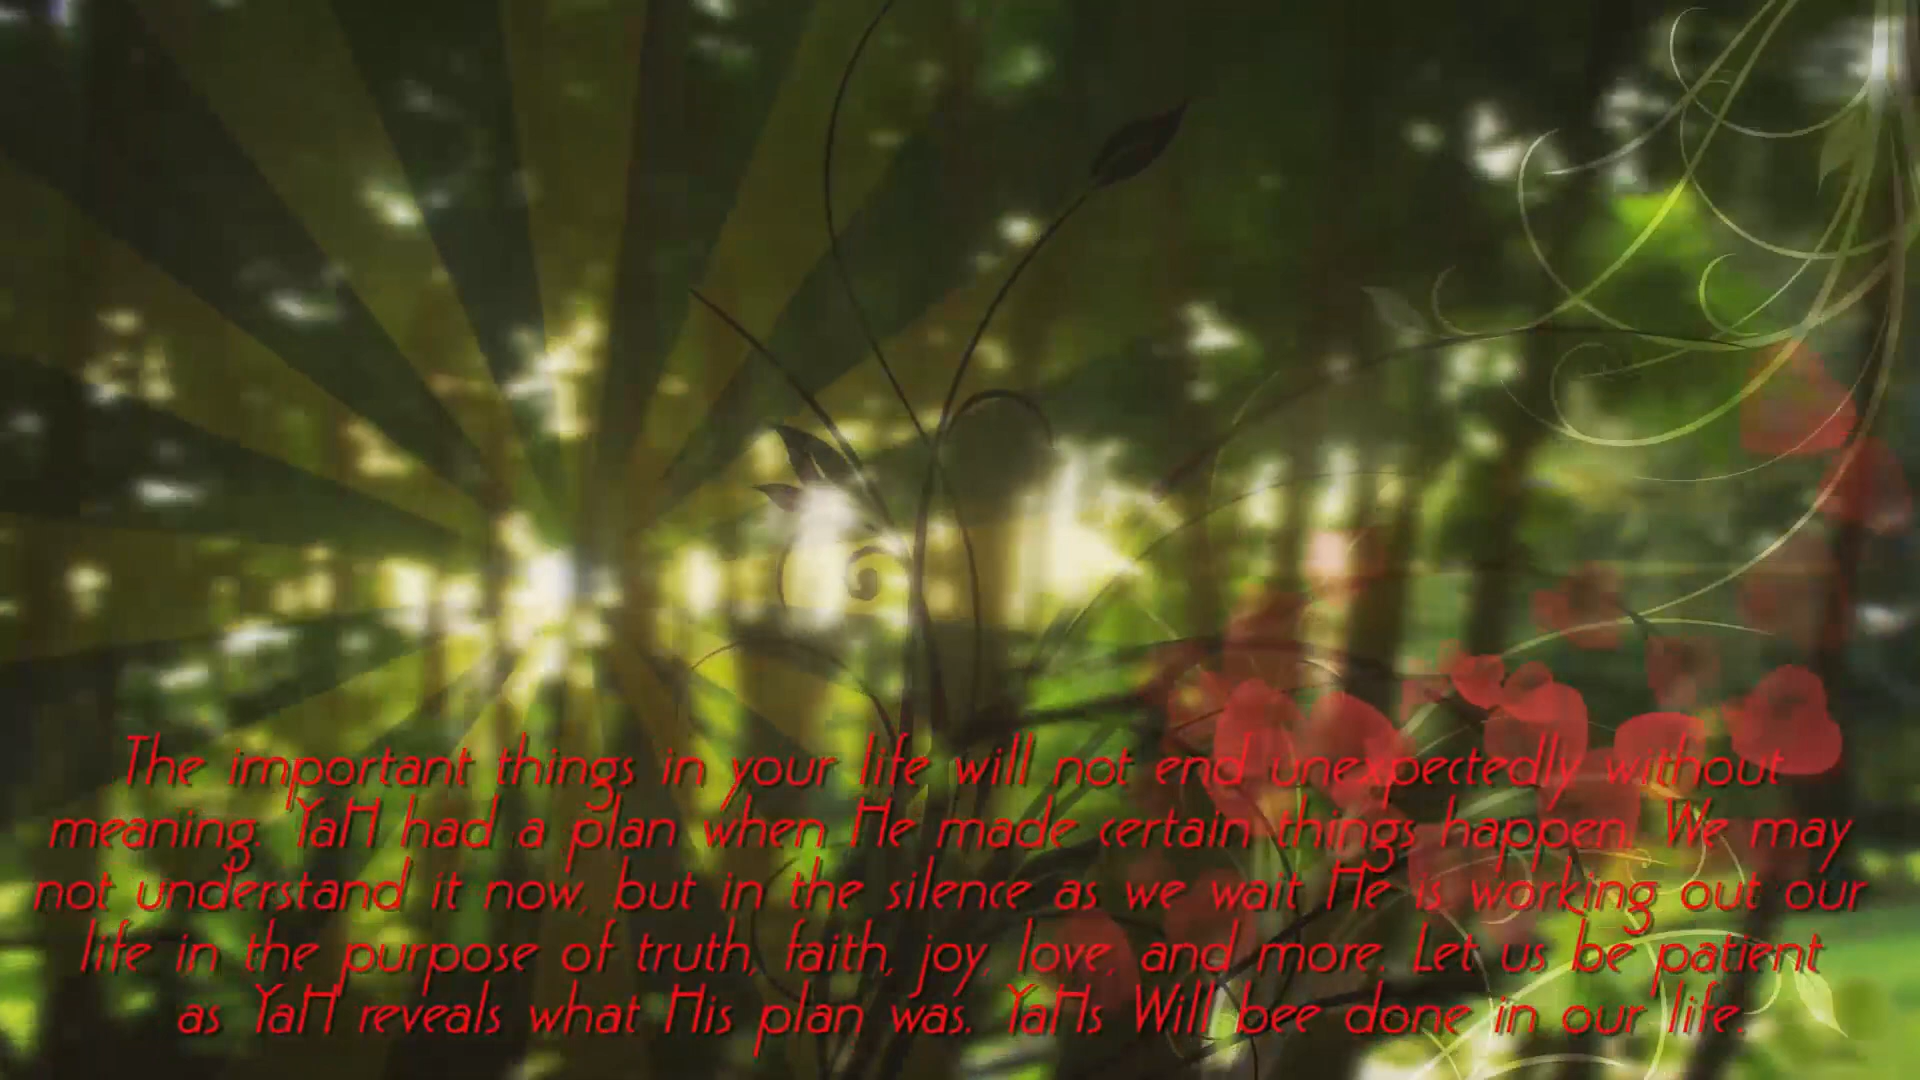 The important things in your life will not end unexpectedly without
meaning. YaH had a plan when He made certain things happen. We may
not understand it now, but in the silence as we wait He is working out our
life in the purpose of truth, faith, joy, love, and more. Let us be patient
as YaH reveals what His plan was. YaHs Will bee done in our life.